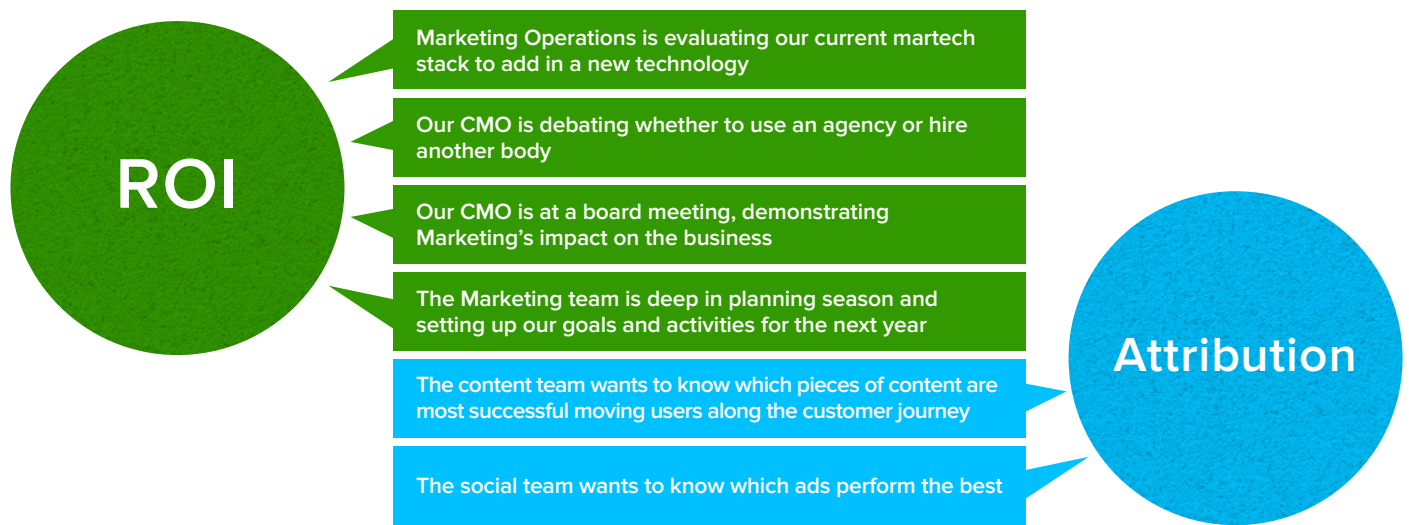 ROI
Marketing Operations is evaluating our current martech
stack to add in a new technology
Our CMO is debating whether to use an agency or hire
another body
Our CMO is at a board meeting, demonstrating
Marketing’s impact on the business
The Marketing team is deep in planning season and
setting up our goals and activities for the next year
The content team wants to know which pieces of content are
most successful moving users along the customer journey
The social team wants to know which ads perform the best
Attribution